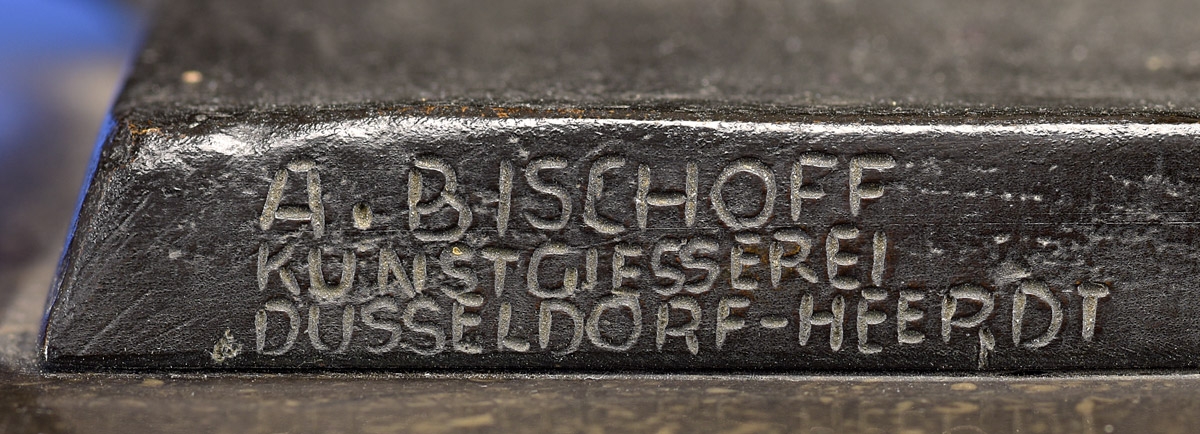 A. BISCHOFF
KUNSTGIESSEREI
DUSSELDORF-HEERDT